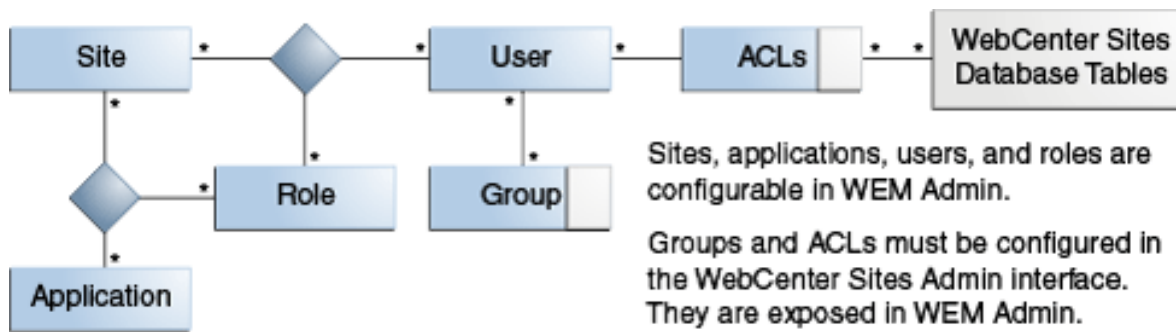 Site
*
*
User
*
ACLs
*
*
WebCenter Sites
Database Tables
*
*
*
*
Role
*
Group
Sites, applications, users, and roles are
configurable in WEM Admin.
*
Application
Groups and ACLs must be configured in
the WebCenter Sites Admin interface.
They are exposed in WEM Admin.